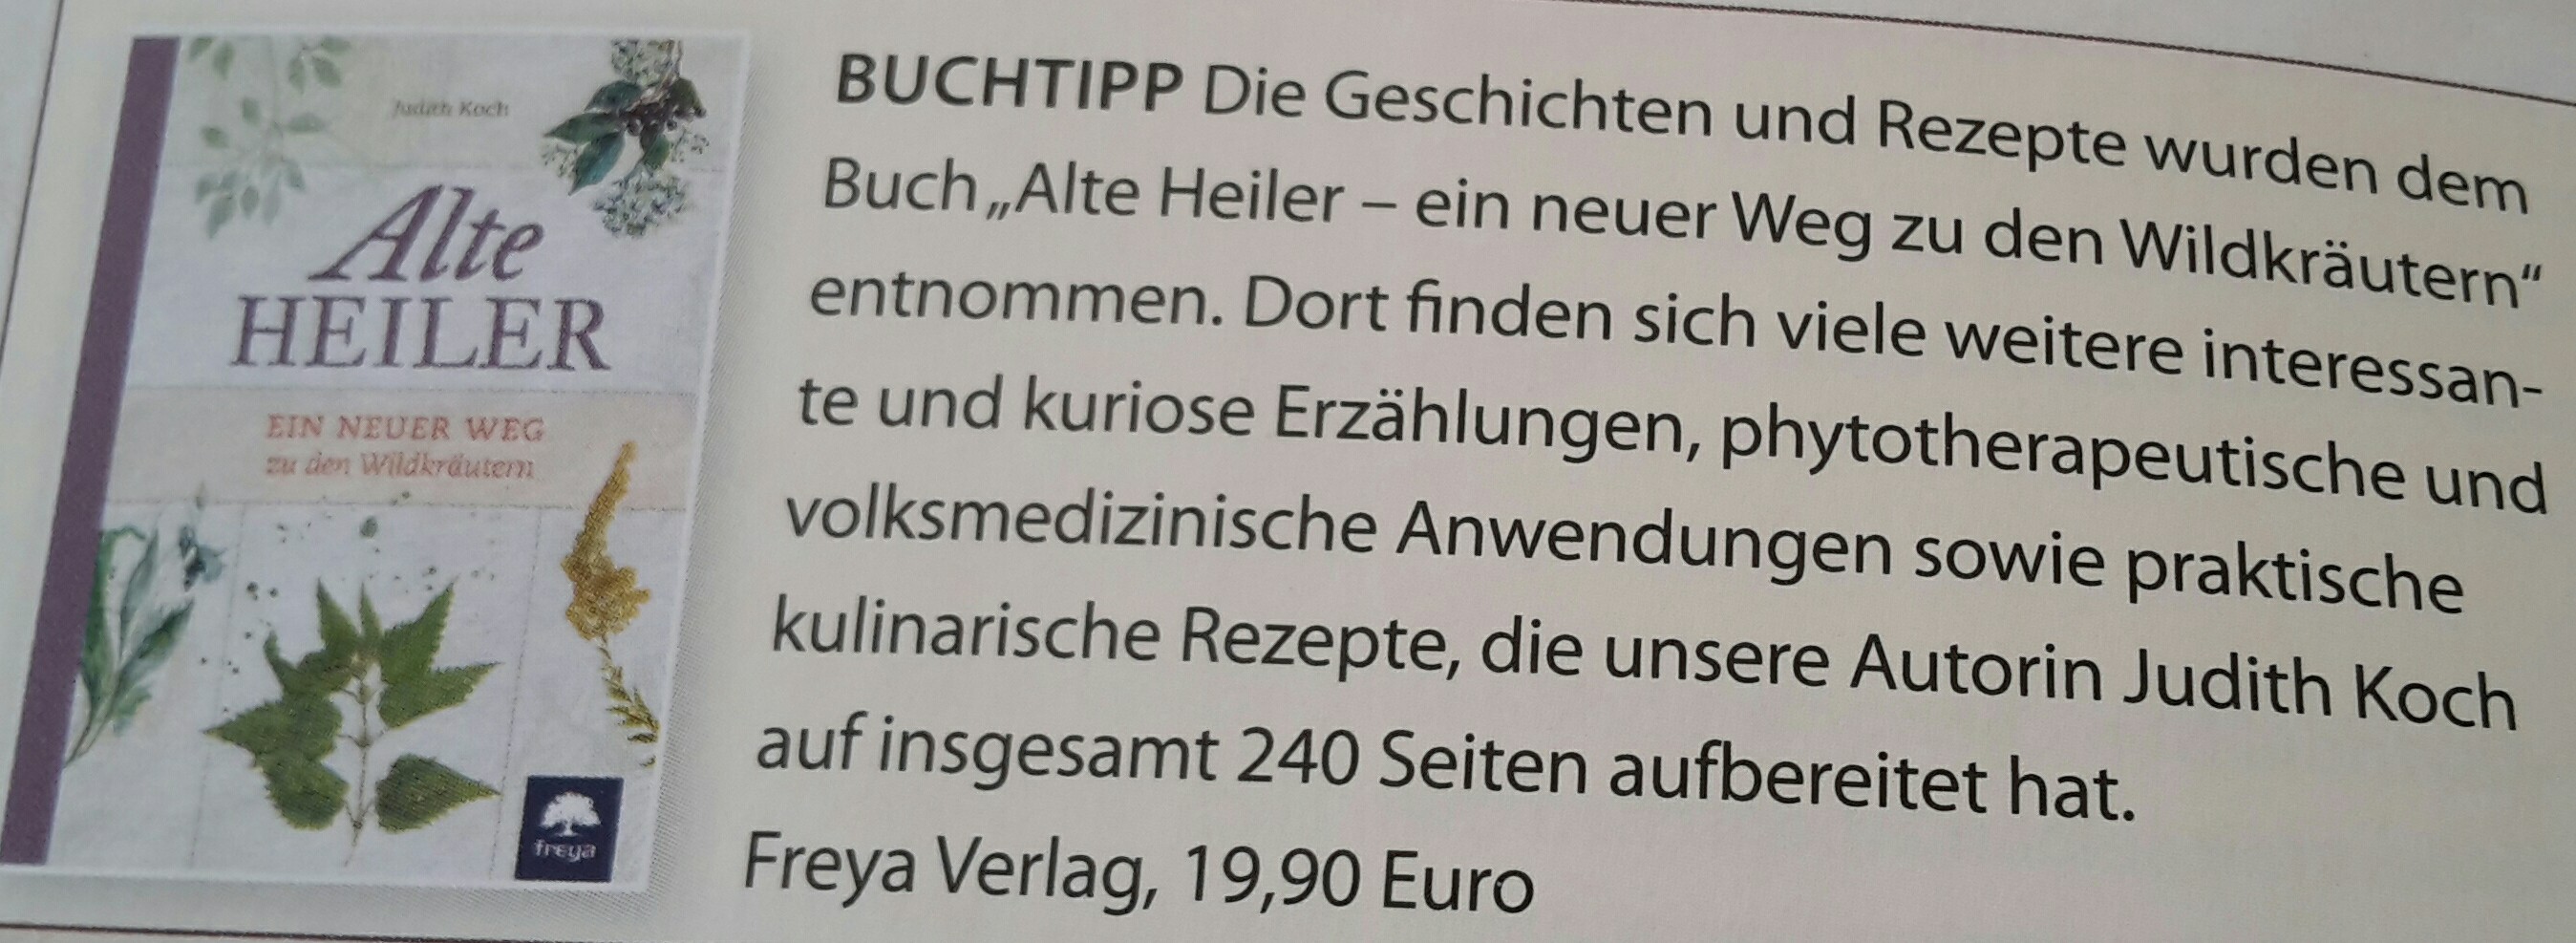 Judith Koch
Alte
HEILER
EIN NEUER WEG
zu den Wildkräutern
freya
BUCHTIPP Die Geschichten und Rezepte wurden dem
Buch „Alte Heiler – ein neuer Weg zu den Wildkräutern“
entnommen. Dort finden sich viele weitere interessan-
te und kuriose Erzählungen, phytotherapeutische und
volksmedizinische Anwendungen sowie praktische
kulinarische Rezepte, die unsere Autorin Judith Koch
auf insgesamt 240 Seiten aufbereitet hat.
Freya Verlag, 19,90 Euro